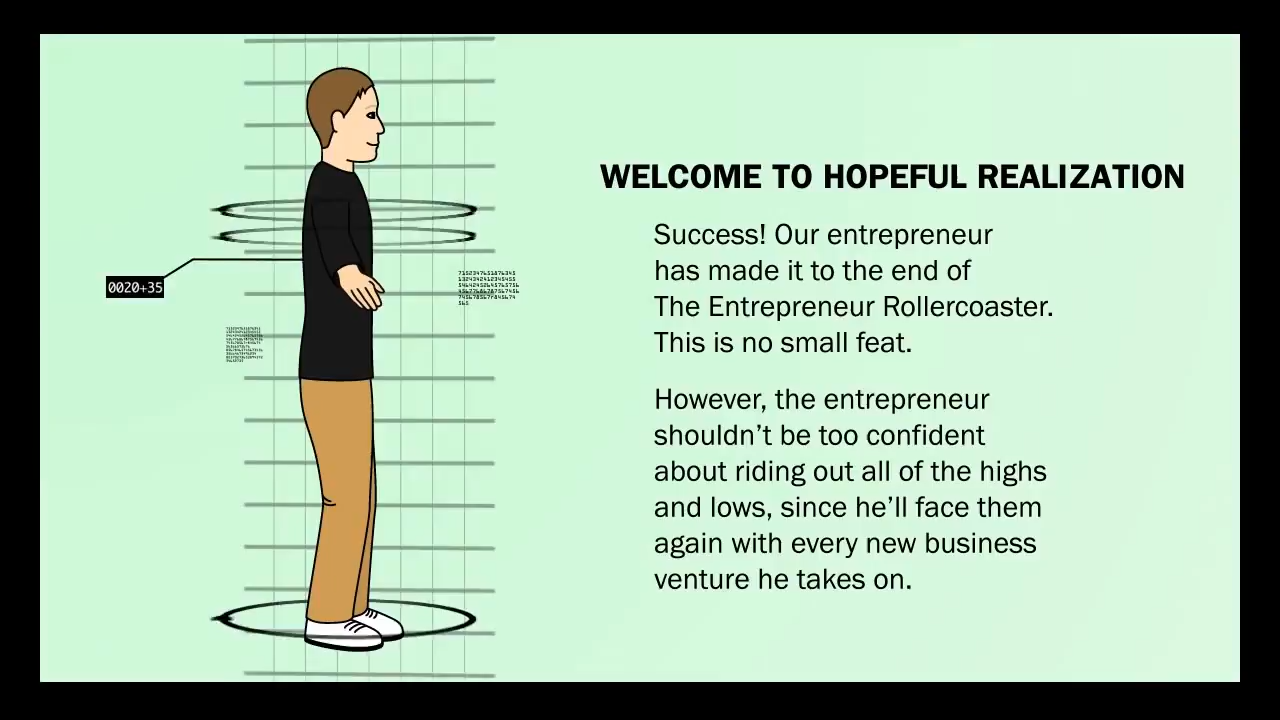 WELCOME TO HOPEFUL REALIZATION
Success! Our entrepreneur
has made it to the end of
The Entrepreneur Rollercoaster.
This is no small feat.
However, the entrepreneur
shouldn’t be too confident
about riding out all of the highs
and lows, since he’ll face them
again with every new business
venture he takes on.
0020+35